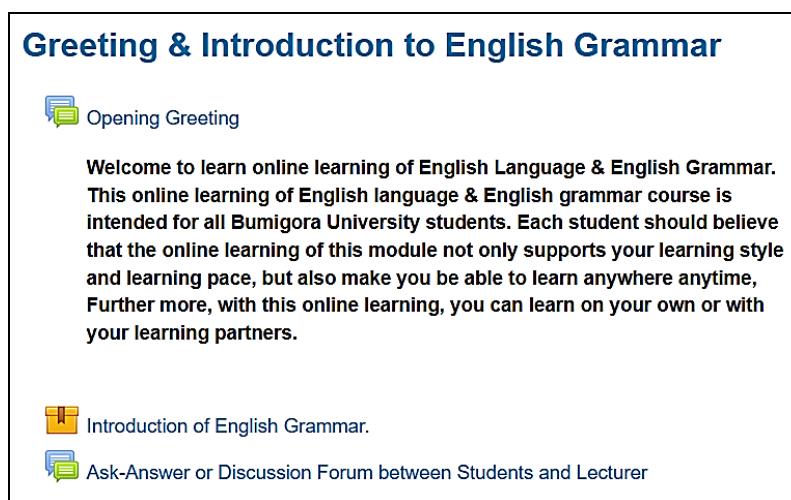 Greeting & Introduction to English Grammar
Opening Greeting
Welcome to learn online learning of English Language & English Grammar.
This online learning of English language & English grammar course is
intended for all Bumigora University students. Each student should believe
that the online learning of this module not only supports your learning style
and learning pace, but also make you be able to learn anywhere anytime,
Further more, with this online learning, you can learn on your own or with
your learning partners.
Introduction of English Grammar.
Ask-Answer or Discussion Forum between Students and Lecturer